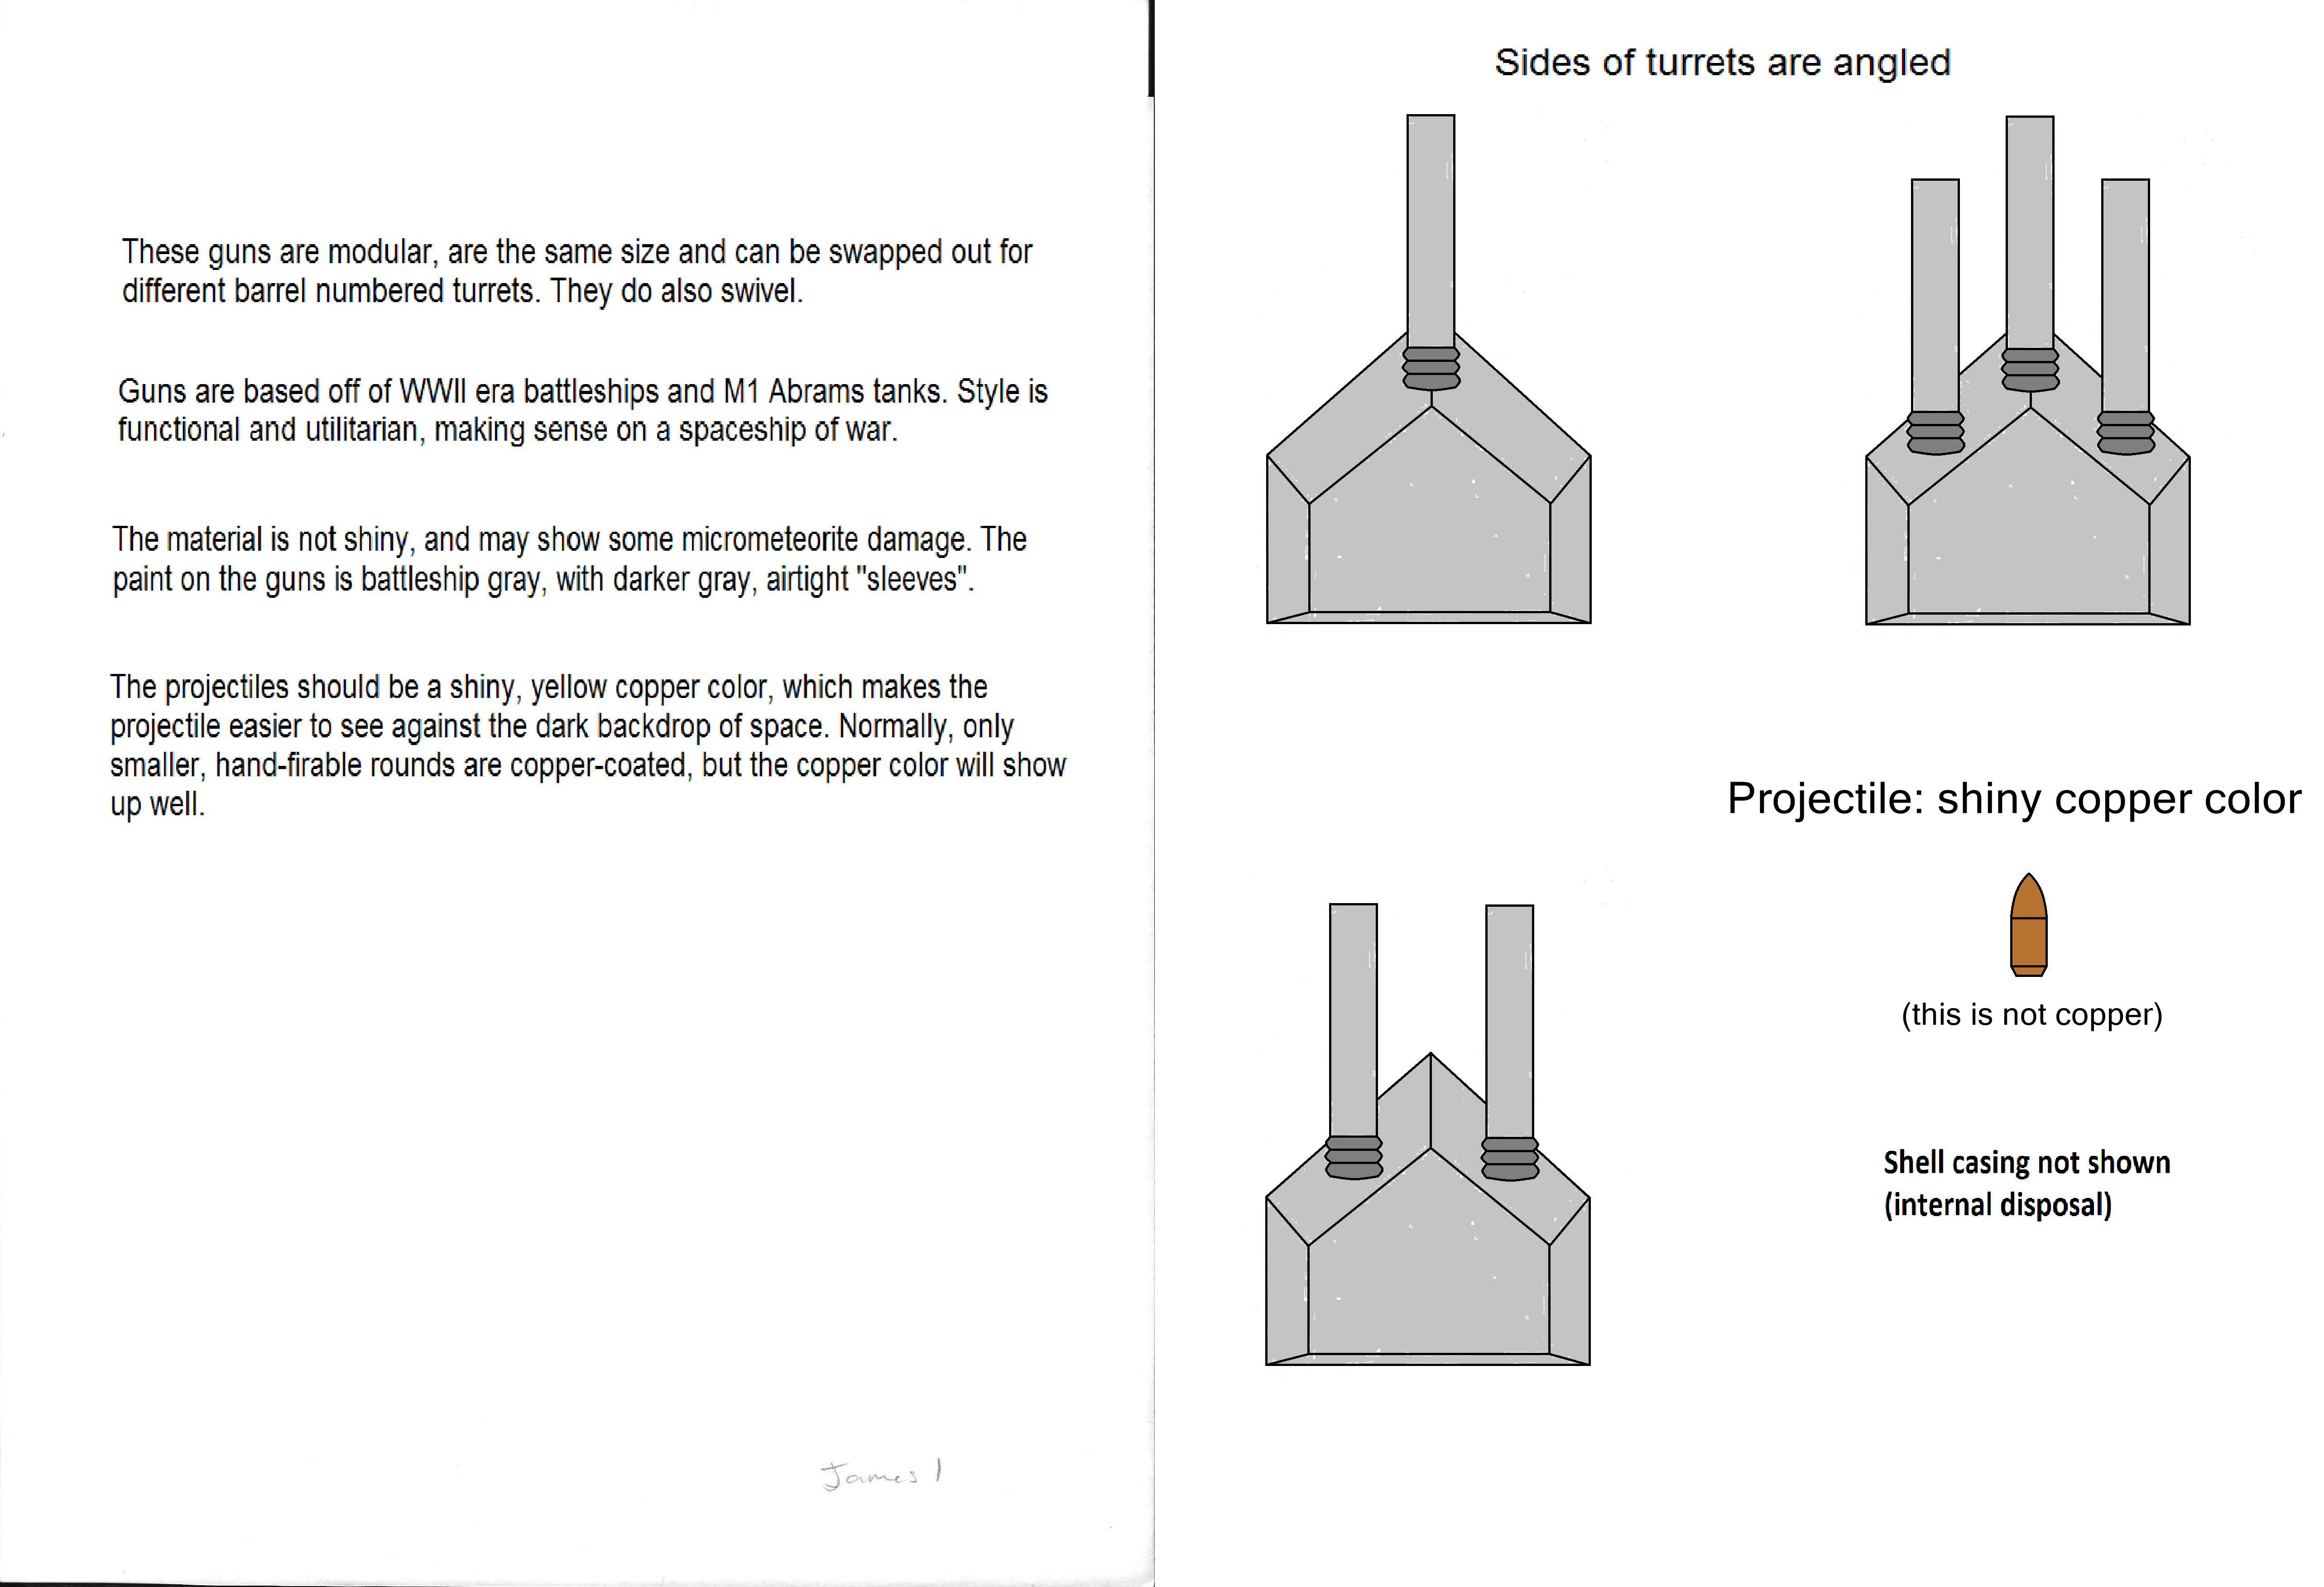 These guns are modular, are the same size and can be swapped out for
different barrel numbered turrets. They do also swivel.
Guns are based off of WWII era battleships and M1 Abrams tanks. Style is
functional and utilitarian, making sense on a spaceship of war.
The material is not shiny, and may show some micrometeorite damage. The
paint on the guns is battleship gray, with darker gray, airtight "sleeves".
The projectiles should be a shiny, yellow copper color, which makes the
projectile easier to see against the dark backdrop of space. Normally, only
smaller, hand-firable rounds are copper-coated, but the copper color will show
up well.
James 1
Sides of turrets are angled
Projectile: shiny copper color
(this is not copper)
Shell casing not shown
(internal disposal)